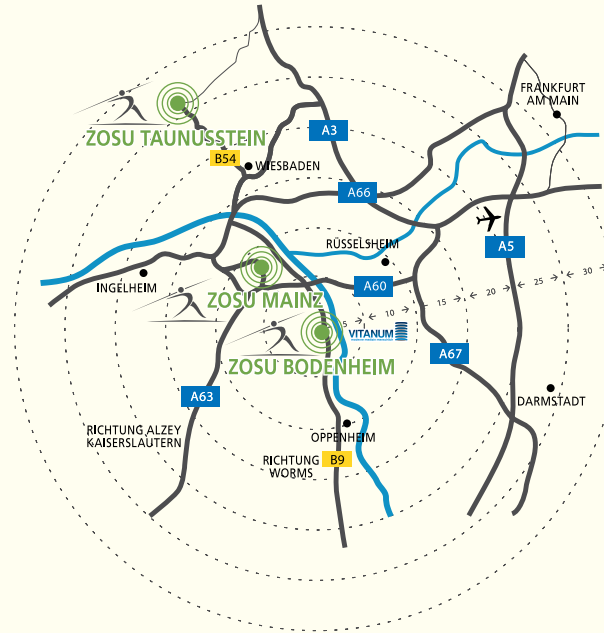 FRANKFURT
AM MAIN
ZOSU TAUNUSSTEIN
A3
B54
WIESBADEN
A66
A5
RÜSSELSHEIM
INGELHEIM
ZOSU MAINZ
A60
5 10 15 20 25 30
VITANUM
ZOSU BODENHEIM
A67
A63
DARMSTADT
RICHTUNG ALZEY
KAISERSLAUTERN
OPPENHEIM
RICHTUNG
WORMS
B9